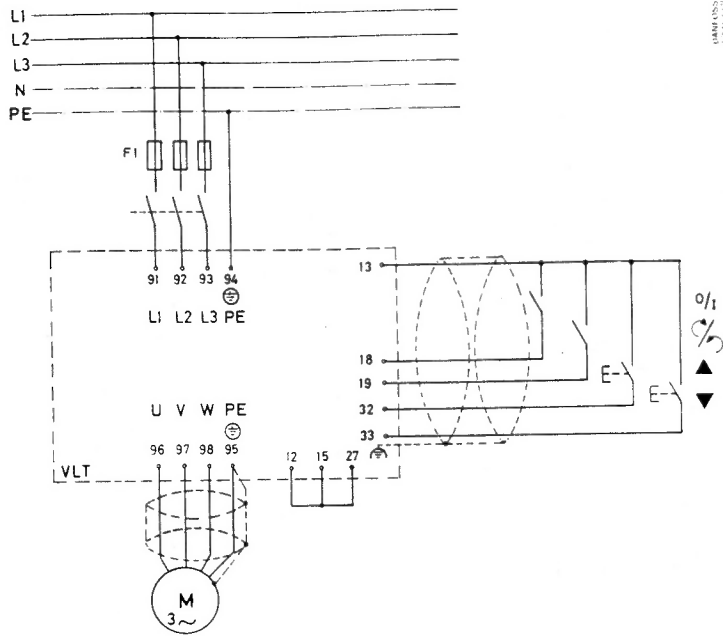 DANFOSS
L1
L2
L3
N
PE
F1
91 92 93 94
L1 L2 L3 PE
13
0/I
18
19
32
33
E
E
U V W PE
96 97 98 95
12 15 27
VLT
M
3~